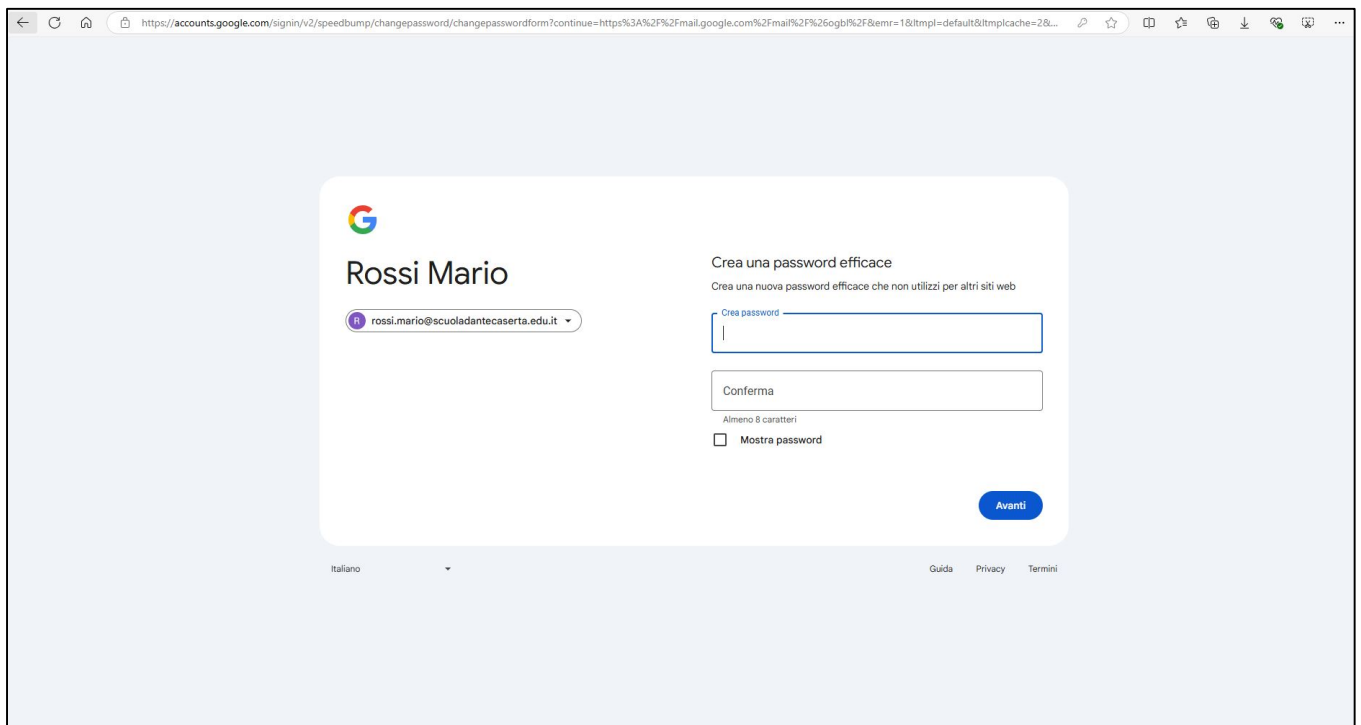 https://accounts.google.com/signin/v2/speedbump/changepassword/changepasswordform?continue=https%3A%2F%2Fmail.google.com%2Fmail%2F%26ogbl%2F&emr=1&ltmpl=default&ltmplcache=2&...
Rossi Mario
R rossi.mario@scuoladantecaserta.edu.it
Crea una password efficace
Crea una nuova password efficace che non utilizzi per altri siti web
Crea password
Conferma
Almeno 8 caratteri
Mostra password
Avanti
Italiano
Guida Privacy Termini